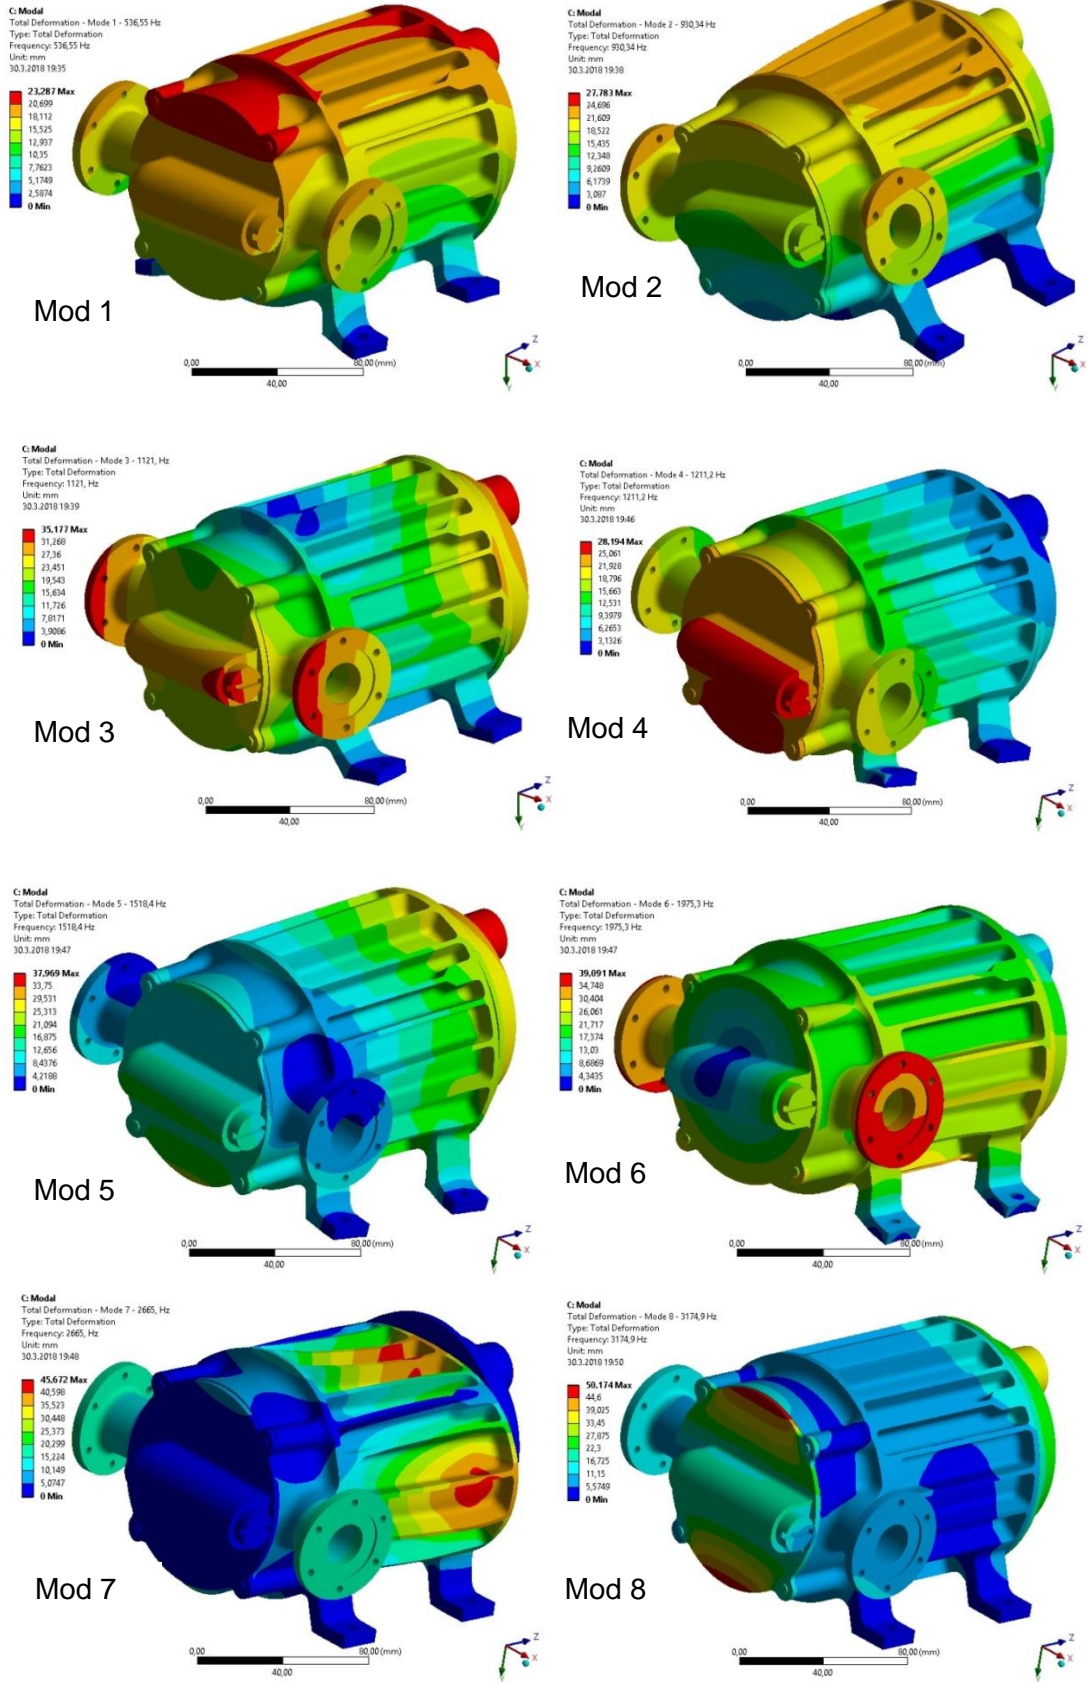 C: Modal
Total Deformation - Mode 1 - 536,55 Hz
Type: Total Deformation
Frequency: 536,55 Hz
Unit: mm
30.3.2018 19:35
23,287 Max
20,699
18,112
15,525
12,937
10,35
7,7623
5,1749
2,5874
0 Min
Mod 1
0,00
80,00 (mm)
40,00
Z
X
Y
C: Modal
Total Deformation - Mode 2 - 930,34 Hz
Type: Total Deformation
Frequency: 930,34 Hz
Unit: mm
30.3.2018 19:38
27,783 Max
24,696
21,609
18,522
15,435
12,348
9,2609
6,1739
3,087
0 Min
Mod 2
0,00
80,00 (mm)
40,00
Z
X
Y
C: Modal
Total Deformation - Mode 3 - 1121, Hz
Type: Total Deformation
Frequency: 1121, Hz
Unit: mm
30.3.2018 19:39
35,177 Max
31,268
27,36
23,451
19,543
15,634
11,726
7,8171
3,9086
0 Min
Mod 3
0,00
80,00 (mm)
40,00
Z
X
Y
C: Modal
Total Deformation - Mode 4 - 1211,2 Hz
Type: Total Deformation
Frequency: 1211,2 Hz
Unit: mm
30.3.2018 19:46
28,194 Max
25,061
21,928
18,796
15,663
12,531
9,3979
6,2653
3,1326
0 Min
Mod 4
0,00
80,00 (mm)
40,00
Z
X
Y
C: Modal
Total Deformation - Mode 5 - 1518,4 Hz
Type: Total Deformation
Frequency: 1518,4 Hz
Unit: mm
30.3.2018 19:47
37,969 Max
33,75
29,531
25,313
21,094
16,875
12,656
8,4376
4,2188
0 Min
Mod 5
0,00
80,00 (mm)
40,00
Z
X
Y
C: Modal
Total Deformation - Mode 6 - 1975,3 Hz
Type: Total Deformation
Frequency: 1975,3 Hz
Unit: mm
30.3.2018 19:47
39,091 Max
34,748
30,404
26,061
21,717
17,374
13,03
8,6869
4,3435
0 Min
Mod 6
0,00
80,00 (mm)
40,00
Z
X
Y
C: Modal
Total Deformation - Mode 7 - 2665, Hz
Type: Total Deformation
Frequency: 2665, Hz
Unit: mm
30.3.2018 19:48
45,672 Max
40,598
35,523
30,448
25,373
20,299
15,224
10,149
5,0747
0 Min
Mod 7
0,00
80,00 (mm)
40,00
Z
X
Y
C: Modal
Total Deformation - Mode 8 - 3174,9 Hz
Type: Total Deformation
Frequency: 3174,9 Hz
Unit: mm
30.3.2018 19:50
50,174 Max
44,6
39,025
33,45
27,875
22,3
16,725
11,15
5,5749
0 Min
Mod 8
0,00
80,00 (mm)
40,00
Z
X
Y